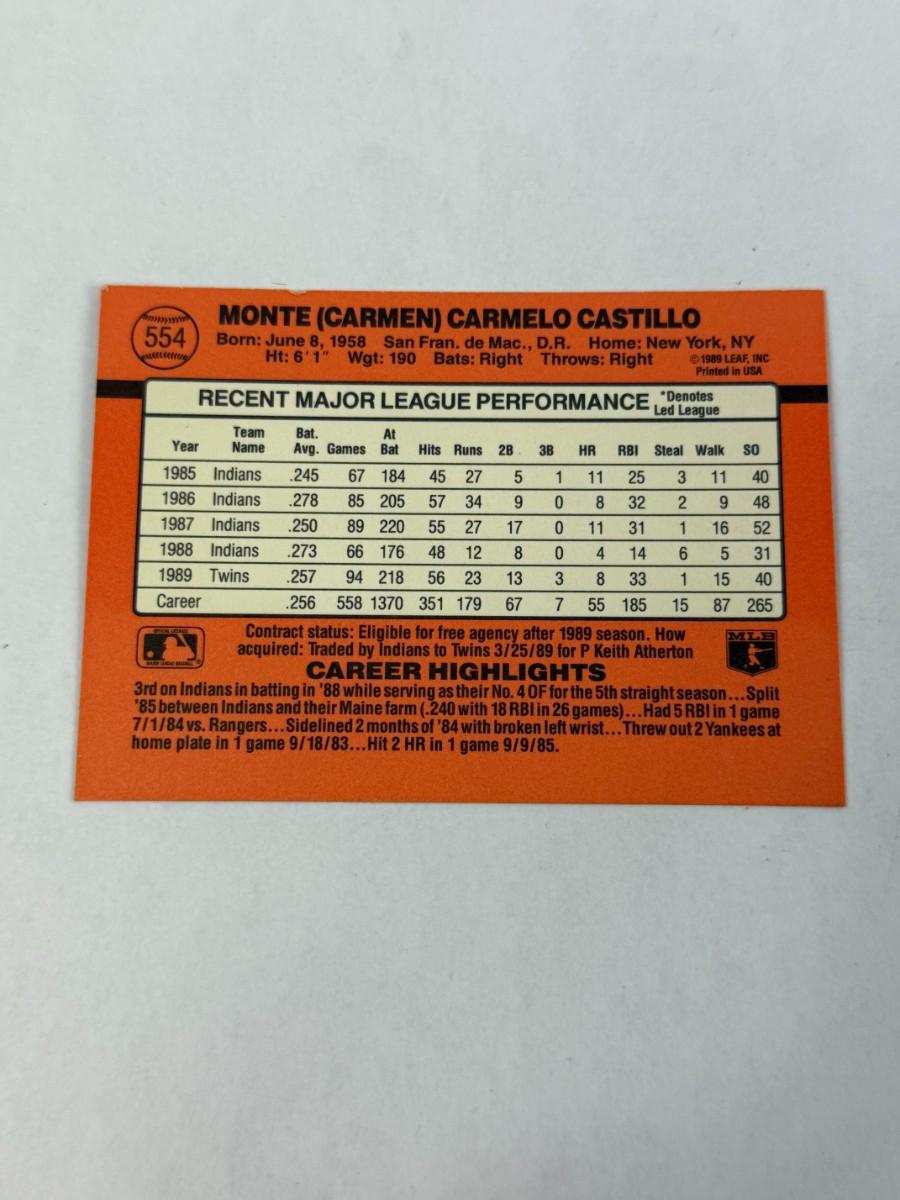 554
MONTE (CARMEN) CARMELO CASTILLO
Born: June 8, 1958 San Fran. de Mac., D.R. Home: New York, NY
Ht: 6'1" Wgt: 190 Bats: Right Throws: Right
©1989 LEAF, INC
Printed in USA
RECENT MAJOR LEAGUE PERFORMANCE *Denotes Led League
Year Team Name Bat. Avg. Games At Bat Hits Runs 2B 3B HR RBI Steal Walk SO
1985 Indians .245 67 184 45 27 5 1 11 25 3 11 40
1986 Indians .278 85 205 57 34 9 0 8 32 2 9 48
1987 Indians .250 89 220 55 27 17 0 11 31 1 16 52
1988 Indians .273 66 176 48 12 8 0 4 14 6 5 31
1989 Twins .257 94 218 56 23 13 3 8 33 1 15 40
Career .256 558 1370 351 179 67 7 55 185 15 87 265
OFFICIAL LICENSEE
MAJOR LEAGUE BASEBALL ®
Contract status: Eligible for free agency after 1989 season. How
acquired: Traded by Indians to Twins 3/25/89 for P Keith Atherton
MLB
CAREER HIGHLIGHTS
3rd on Indians in batting in '88 while serving as their No. 4 OF for the 5th straight season...Split
'85 between Indians and their Maine farm (.240 with 18 RBI in 26 games)...Had 5 RBI in 1 game
7/1/84 vs. Rangers...Sidelined 2 months of '84 with broken left wrist...Threw out 2 Yankees at
home plate in 1 game 9/18/83...Hit 2 HR in 1 game 9/9/85.